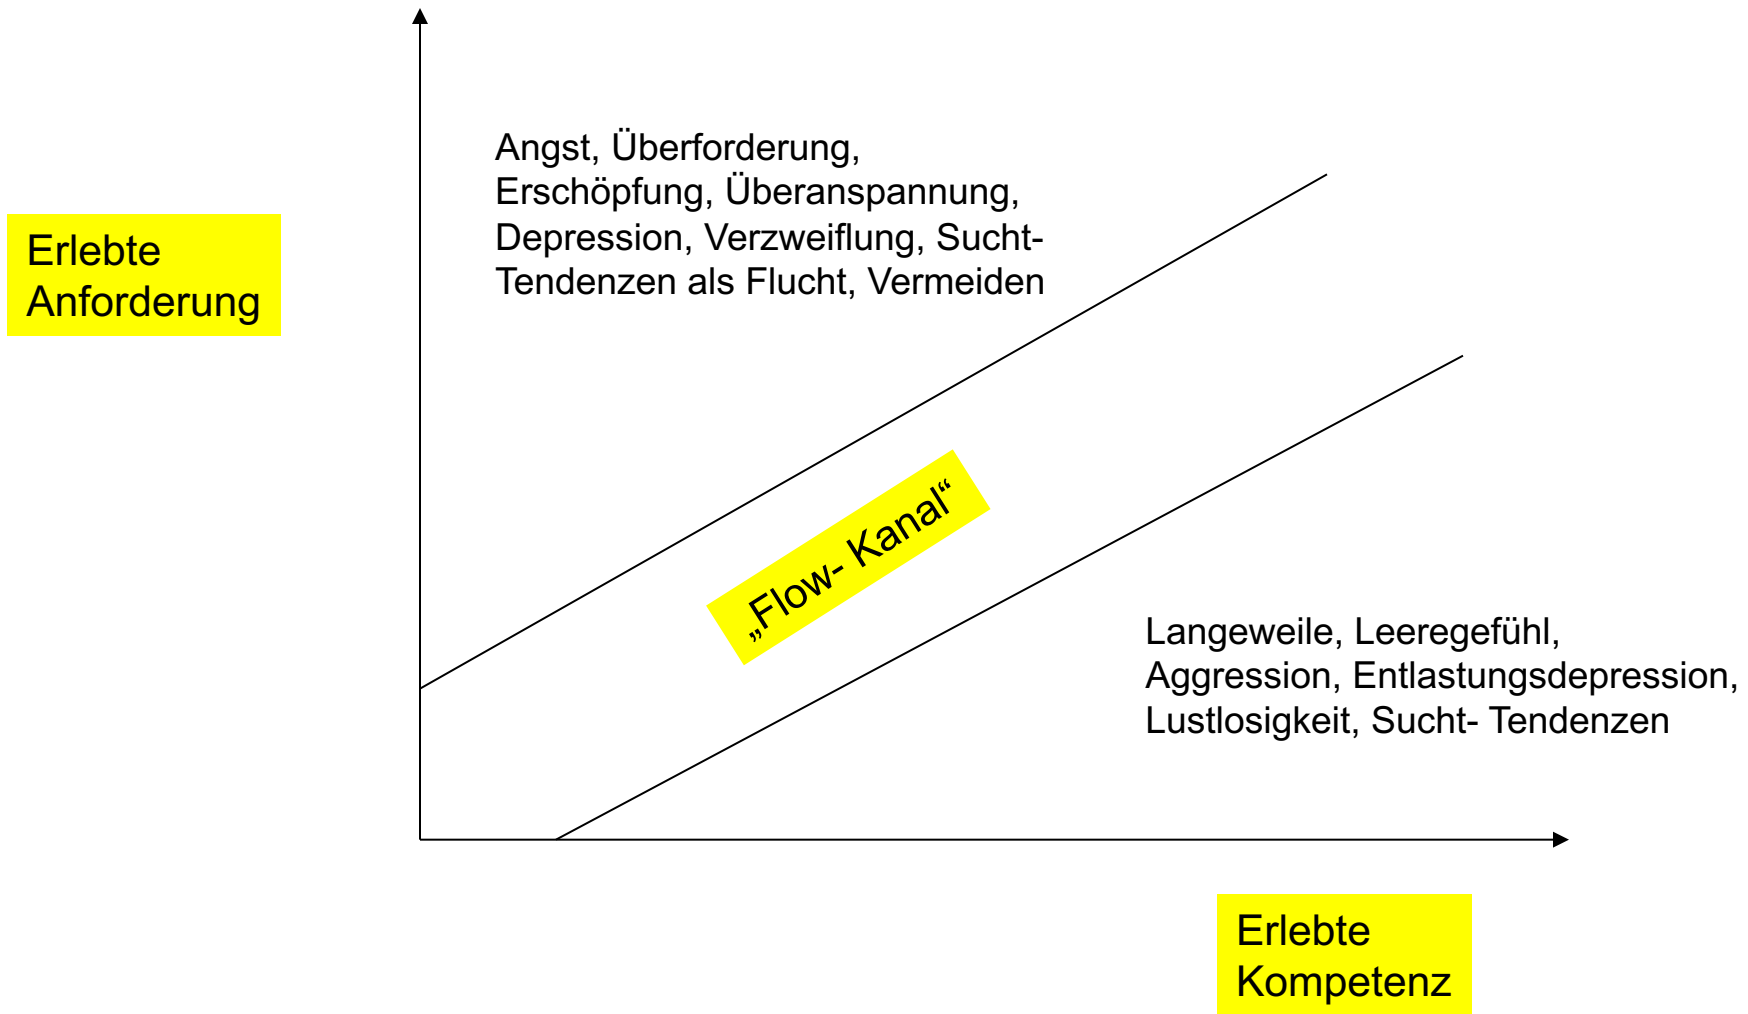 Angst, Überforderung,
Erschöpfung, Überanspannung,
Depression, Verzweiflung, Sucht-
Tendenzen als Flucht, Vermeiden
Erlebte
Anforderung
„Flow- Kanal“
Langeweile, Leeregefühl,
Aggression, Entlastungsdepression,
Lustlosigkeit, Sucht- Tendenzen
Erlebte
Kompetenz